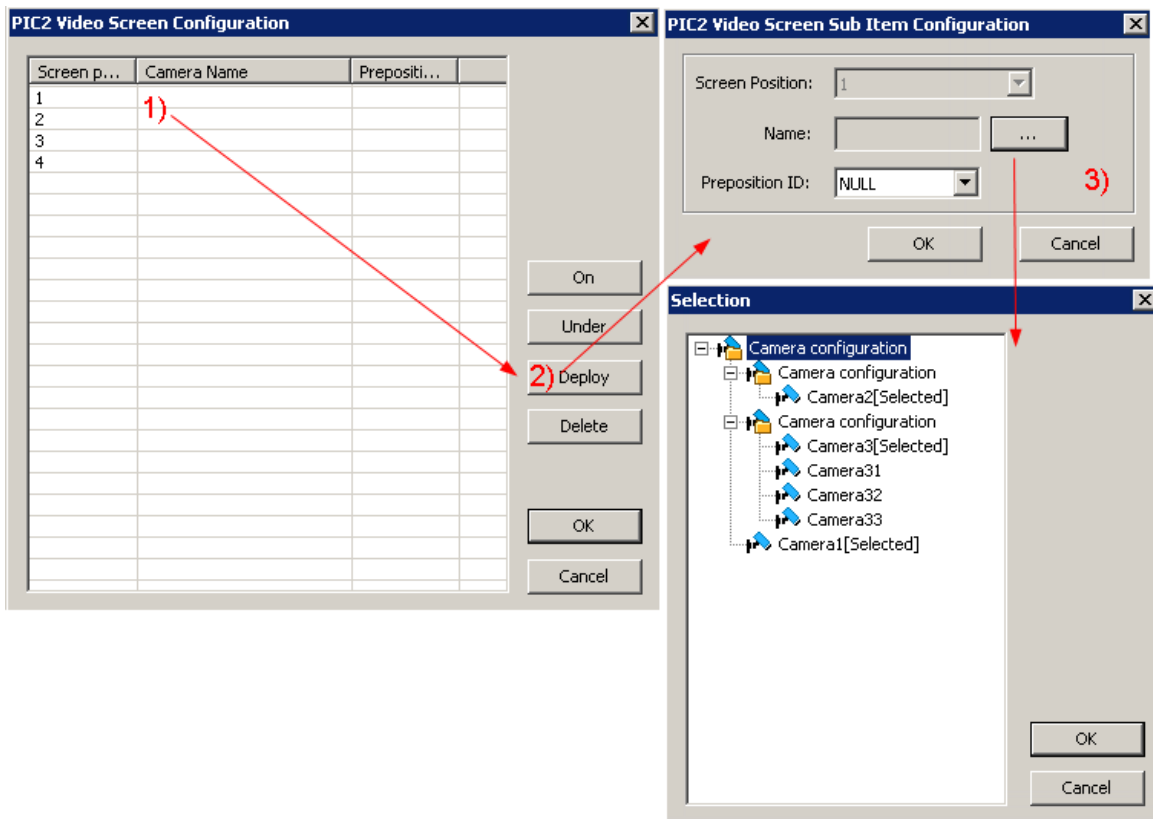 PIC2 Video Screen Configuration
Screen p... Camera Name Prepositi...
1
2
3
4
1)
On
Under
2) Deploy
Delete
OK
Cancel
PIC2 Video Screen Sub Item Configuration
Screen Position: 1
Name: ...
Preposition ID: NULL
3)
OK Cancel
Selection
Camera configuration
Camera configuration
Camera2[Selected]
Camera configuration
Camera3[Selected]
Camera31
Camera32
Camera33
Camera1[Selected]
OK
Cancel